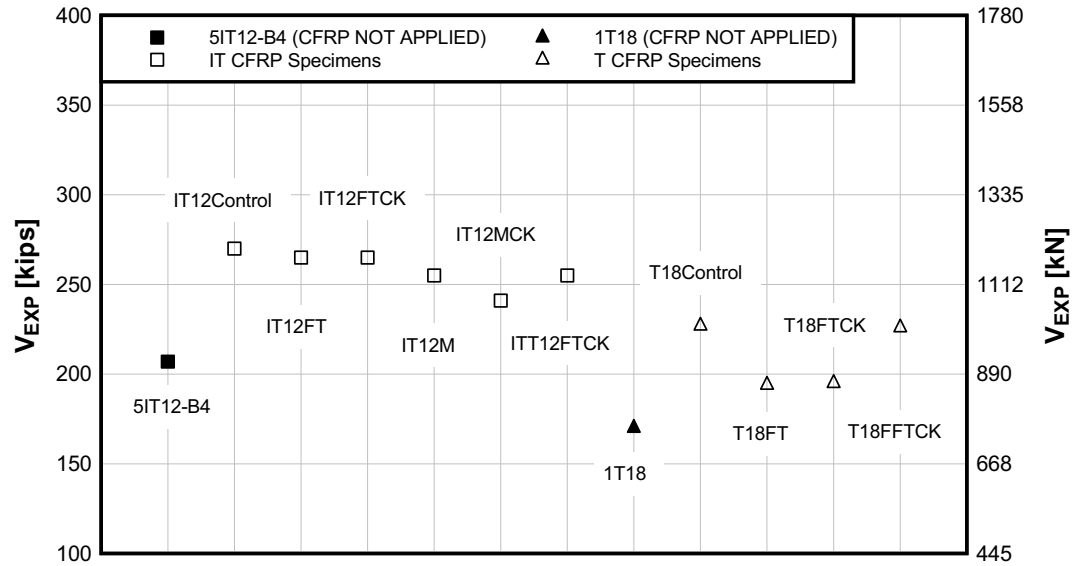 400
350
300
250
200
150
100
V_EXP [kips]
5IT12-B4 (CFRP NOT APPLIED)
IT CFRP Specimens
1T18 (CFRP NOT APPLIED)
T CFRP Specimens
IT12Control
IT12FTCK
IT12MCK
T18Control
IT12FT
IT12M
ITT12FTCK
T18FTCK
5IT12-B4
T18FT
T18FFTCK
1T18
1780
1558
1335
1112
890
668
445
V_EXP [kN]